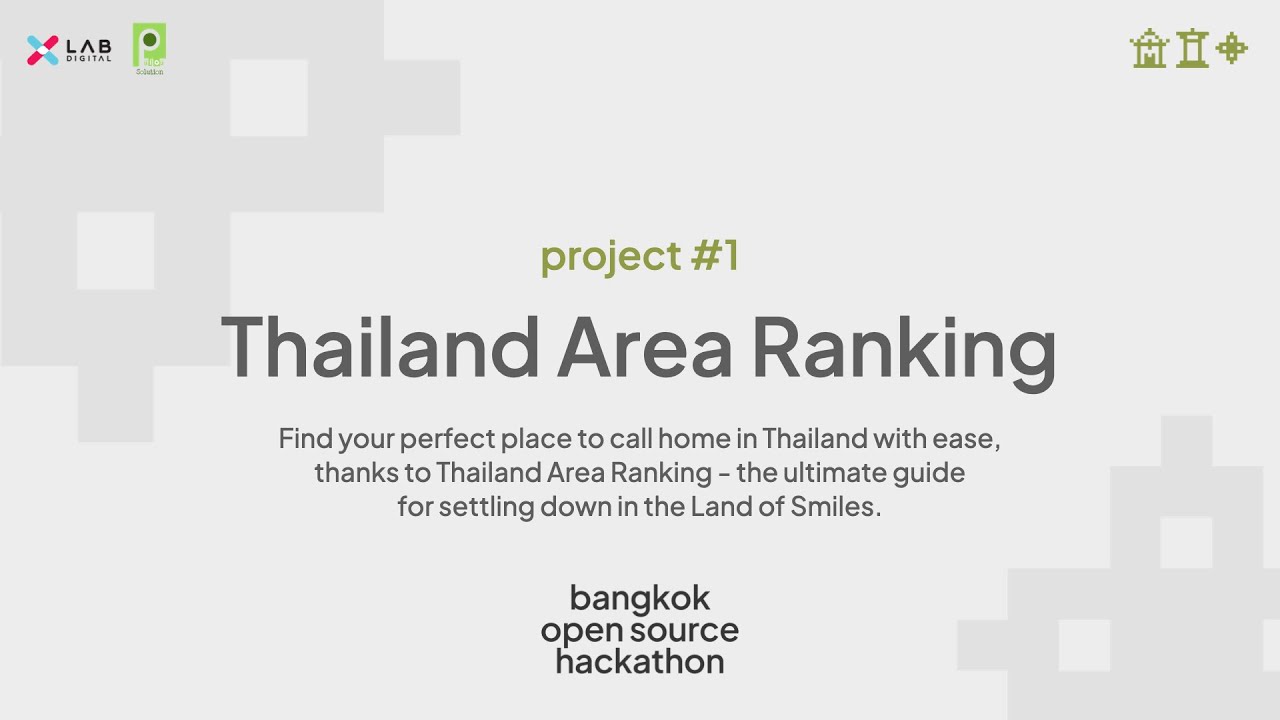 LAB
DIGITAL
Solution
project #1
Thailand Area Ranking
Find your perfect place to call home in Thailand with ease,
thanks to Thailand Area Ranking - the ultimate guide
for settling down in the Land of Smiles.
bangkok
open source
hackathon